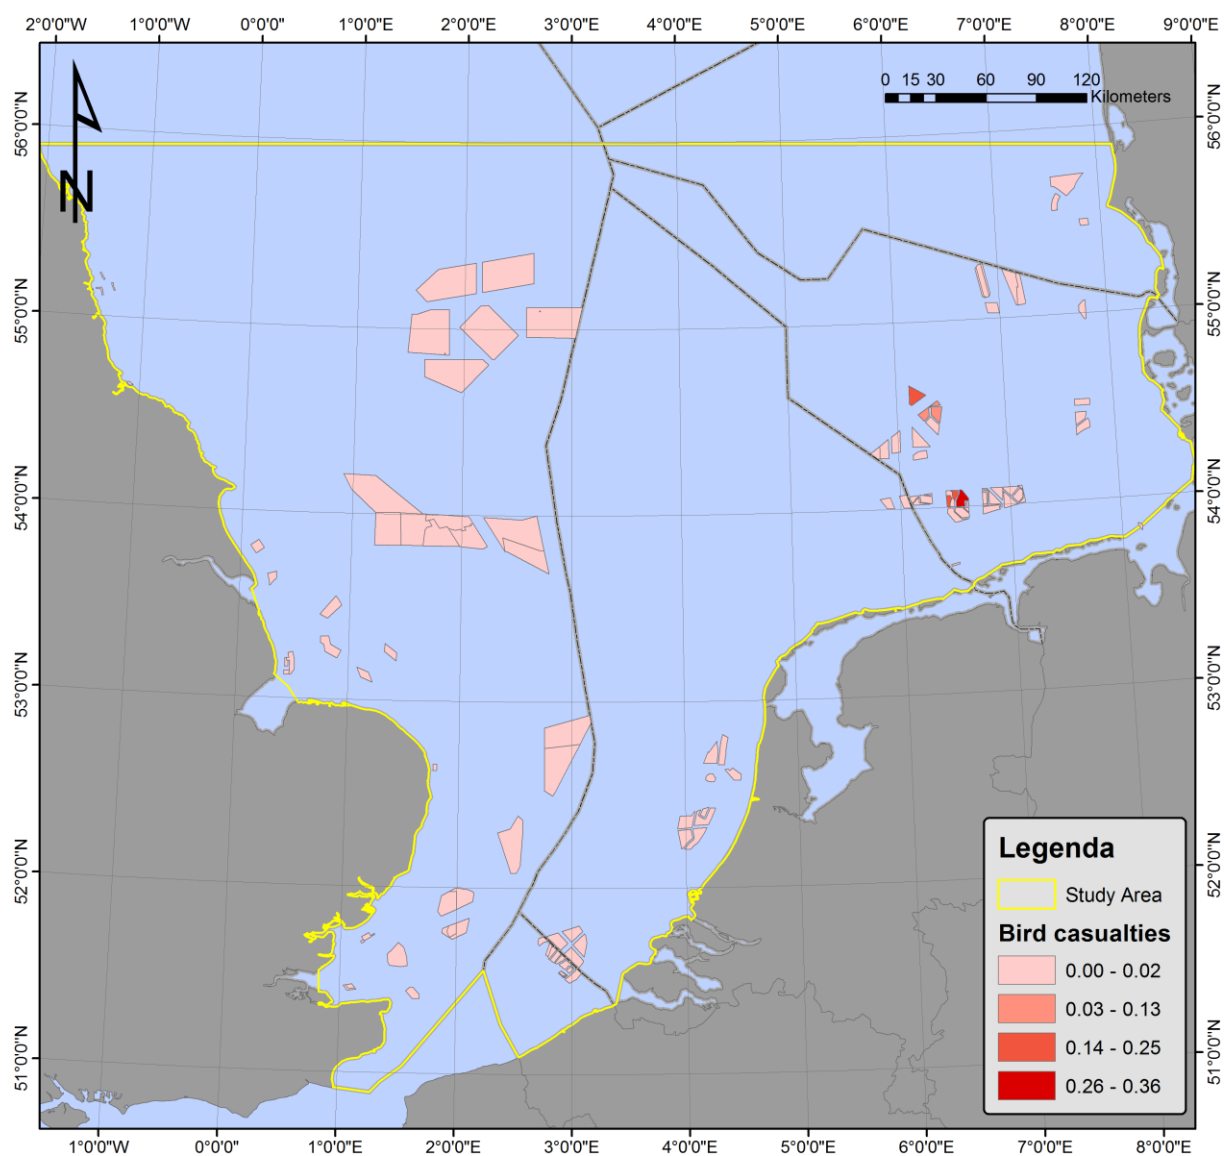 2°0'0"W 1°0'0"W 0°0'0" 1°0'0"E 2°0'0"E 3°0'0"E 4°0'0"E 5°0'0"E 6°0'0"E 7°0'0"E 8°0'0"E 9°0'0"E
0 15 30 60 90 120
Kilometers
N
56°0'0"N
55°0'0"N
54°0'0"N
53°0'0"N
52°0'0"N
51°0'0"N
56°0'0"N
55°0'0"N
54°0'0"N
53°0'0"N
52°0'0"N
51°0'0"N
Legenda
Study Area
Bird casualties
0.00 - 0.02
0.03 - 0.13
0.14 - 0.25
0.26 - 0.36
1°0'0"W 0°0'0" 1°0'0"E 2°0'0"E 3°0'0"E 4°0'0"E 5°0'0"E 6°0'0"E 7°0'0"E 8°0'0"E